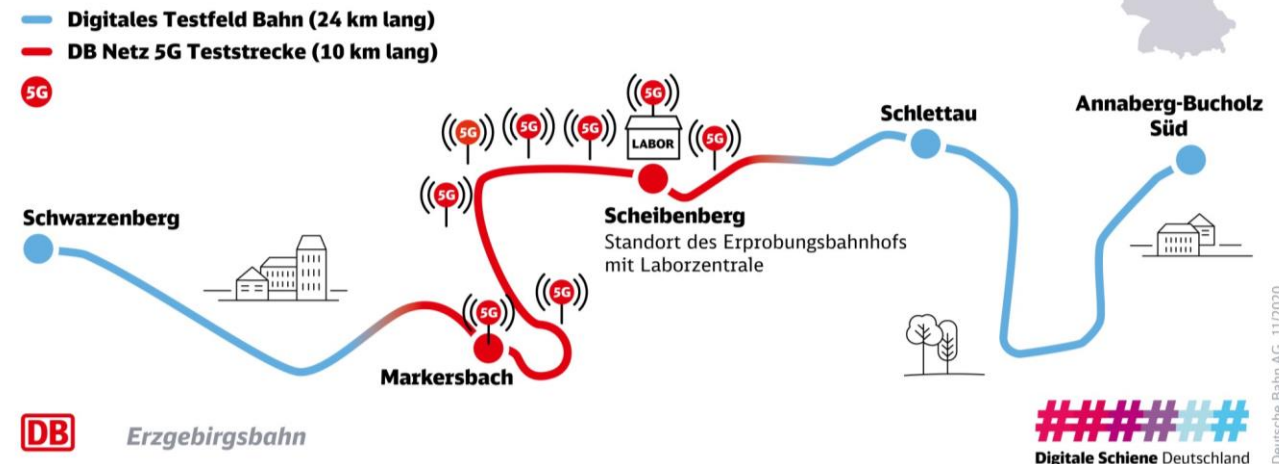 Digitales Testfeld Bahn (24 km lang)
DB Netz 5G Teststrecke (10 km lang)
5G
5G
5G
5G
5G
LABOR
5G
5G
Schlettau
Annaberg-Bucholz
Süd
5G
Schwarzenberg
Scheibenberg
Standort des Erprobungsbahnhofs
mit Laborzentrale
5G
5G
Markersbach
DB
Erzgebirgsbahn
######
Digitale Schiene Deutschland
Deutsche Bahn AG, 11/2020